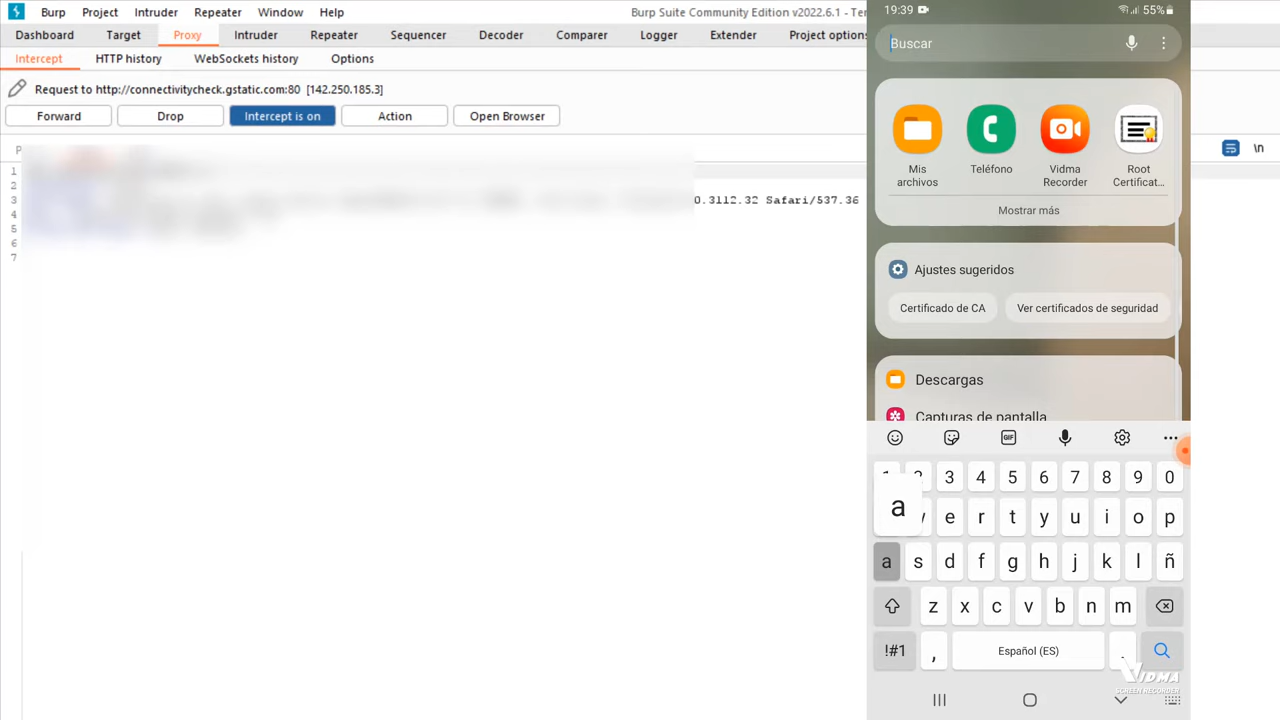 Burp Project Intruder Repeater Window Help
Burp Suite Community Edition v2022.6.1 - Te
Dashboard Target Proxy Intruder Repeater Sequencer Decoder Comparer Logger Extender Project option
Intercept HTTP history WebSockets history Options
Request to http://connectivitycheck.gstatic.com:80 [142.250.185.3]
Forward Drop Intercept is on Action Open Browser
\n
1
2
3
0.3112.32 Safari/537.36
4
5
6
7
19:39
55%
Buscar
Mis archivos
Teléfono
Vidma Recorder
Root Certificat...
Mostrar más
Ajustes sugeridos
Certificado de CA
Ver certificados de seguridad
Descargas
Capturas de pantalla
GIF
3 4 5 6 7 8 9 0
a
e r t y u i o p
a s d f g h j k l ñ
z x c v b n m
!#1 , Español (ES) .
VIDMA
SCREEN RECORDER